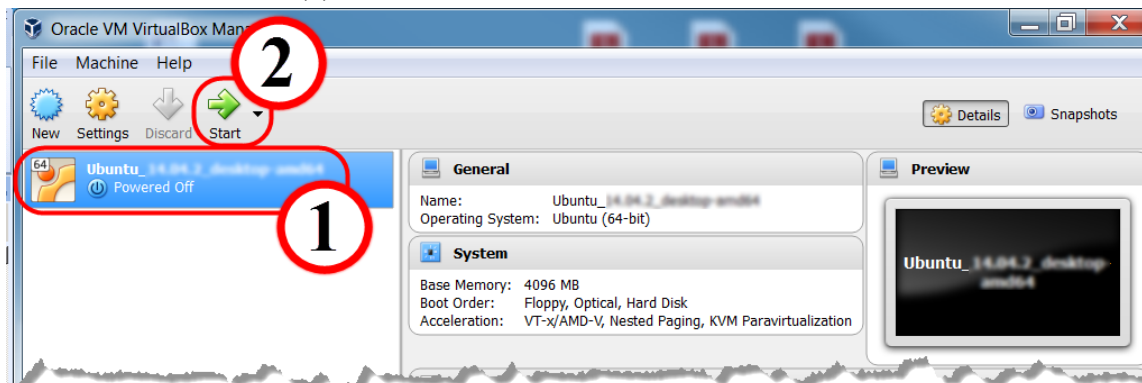 Oracle VM VirtualBox Man
File Machine Help
2
New Settings Discard Start
Details Snapshots
64
Ubuntu_
Powered Off
1
General
Name: Ubuntu_
Operating System: Ubuntu (64-bit)
System
Base Memory: 4096 MB
Boot Order: Floppy, Optical, Hard Disk
Acceleration: VT-x/AMD-V, Nested Paging, KVM Paravirtualization
Preview
Ubuntu_